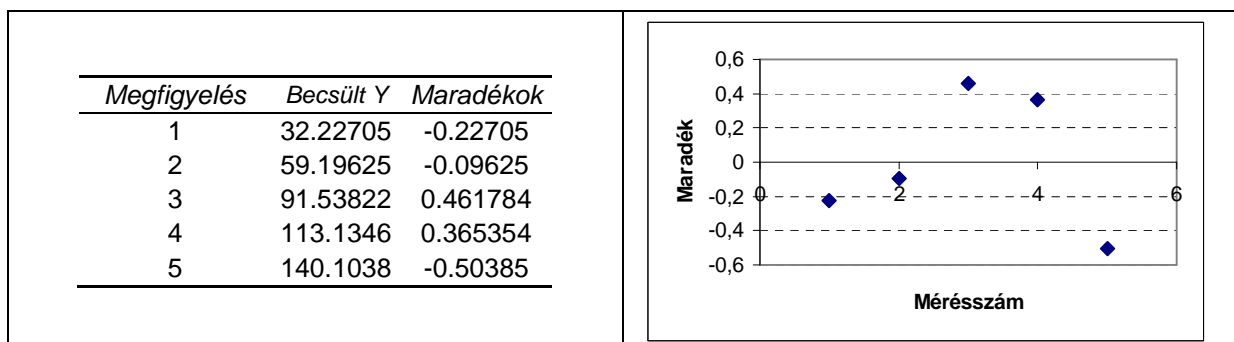 Megfigyelés Becsült Y Maradékok
1 32.22705 -0.22705
2 59.19625 -0.09625
3 91.53822 0.461784
4 113.1346 0.365354
5 140.1038 -0.50385
Maradék
0,6
0,4
0,2
0
-0,2
-0,4
-0,6
0 2 4 6
Mérésszám